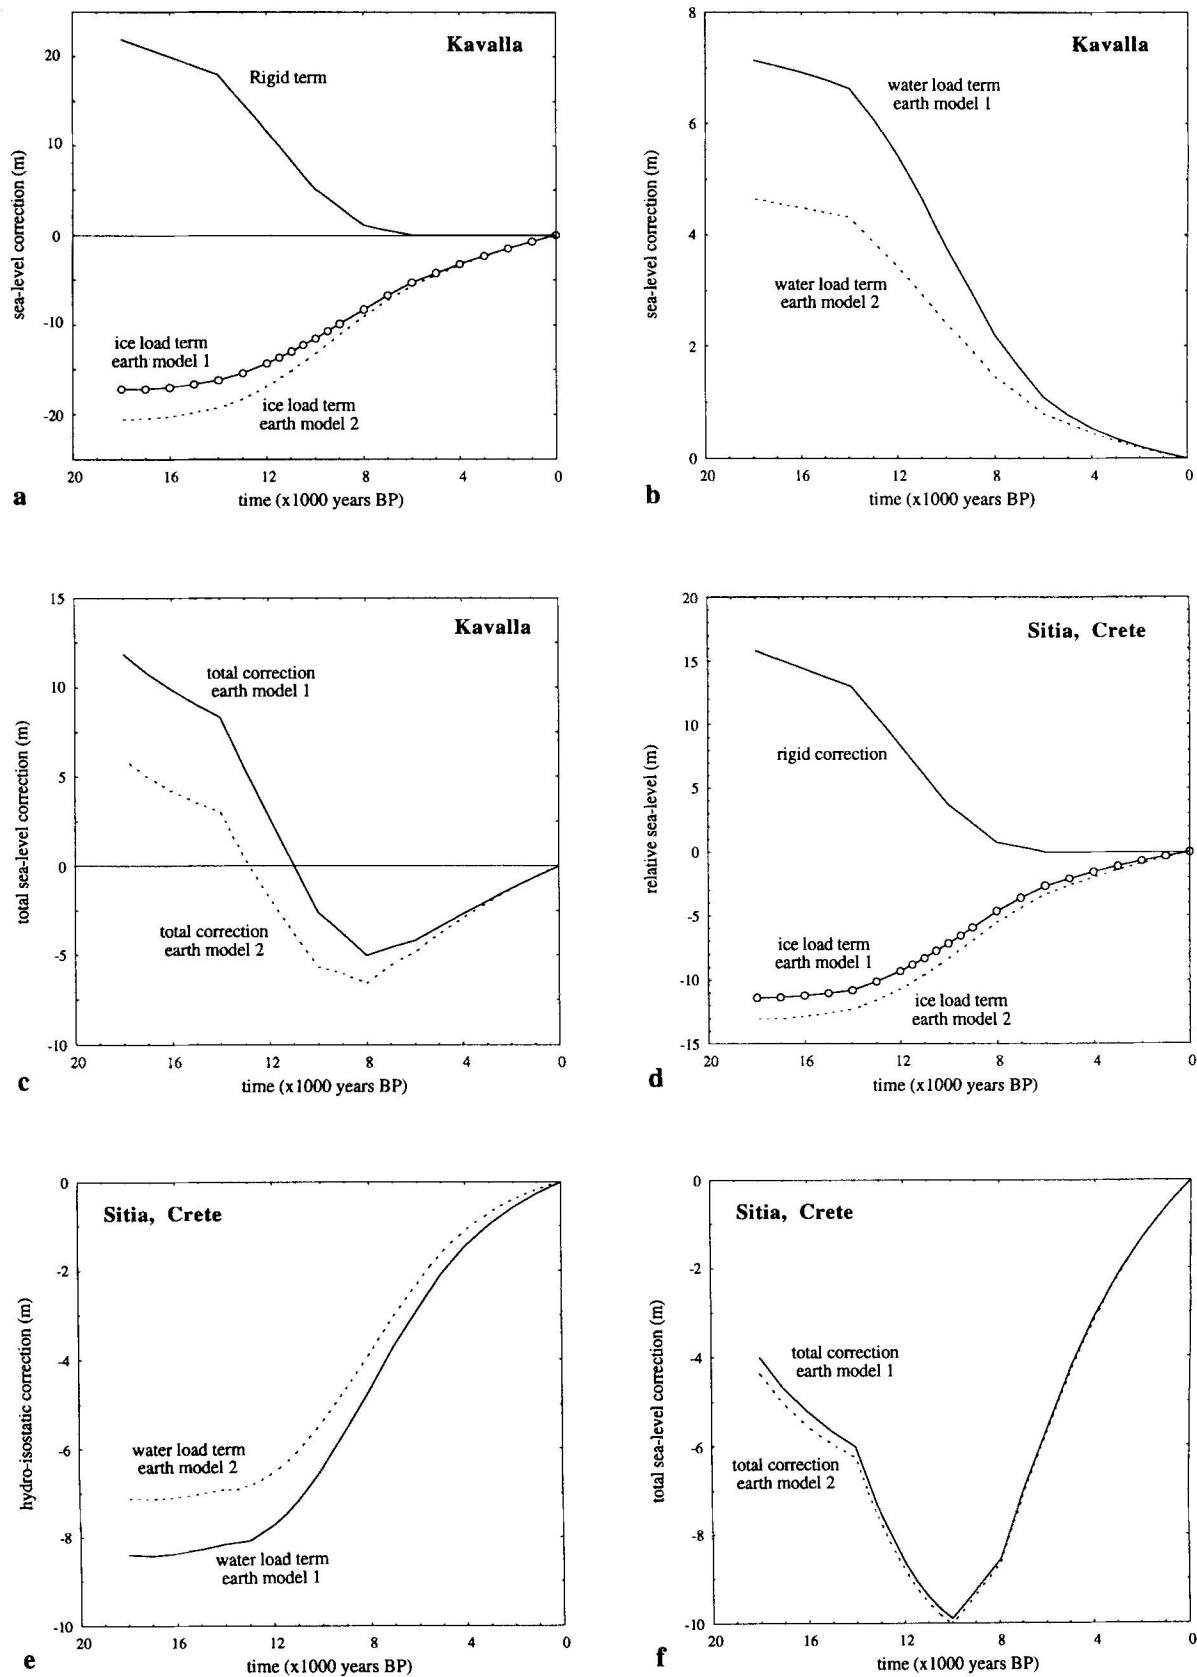 Kavalla
Rigid term
ice load term
earth model 1
ice load term
earth model 2
sea-level correction (m)
20
10
0
-10
-20
20 16 12 8 4 0
time (x1000 years BP)
a
Kavalla
water load term
earth model 1
water load term
earth model 2
sea-level correction (m)
8
6
4
2
0
20 16 12 8 4 0
time (x1000 years BP)
b
Kavalla
total correction
earth model 1
total correction
earth model 2
total sea-level correction (m)
15
10
5
0
-5
-10
20 16 12 8 4 0
time (x1000 years BP)
c
Sitia, Crete
rigid correction
ice load term
earth model 1
ice load term
earth model 2
relative sea-level (m)
20
15
10
5
0
-5
-10
-15
20 16 12 8 4 0
time (x1000 years BP)
d
Sitia, Crete
water load term
earth model 2
water load term
earth model 1
hydro-isostatic correction (m)
0
-2
-4
-6
-8
-10
20 16 12 8 4 0
time (x1000 years BP)
e
Sitia, Crete
total correction
earth model 1
total correction
earth model 2
total sea-level correction (m)
0
-2
-4
-6
-8
-10
20 16 12 8 4 0
time (x1000 years BP)
f